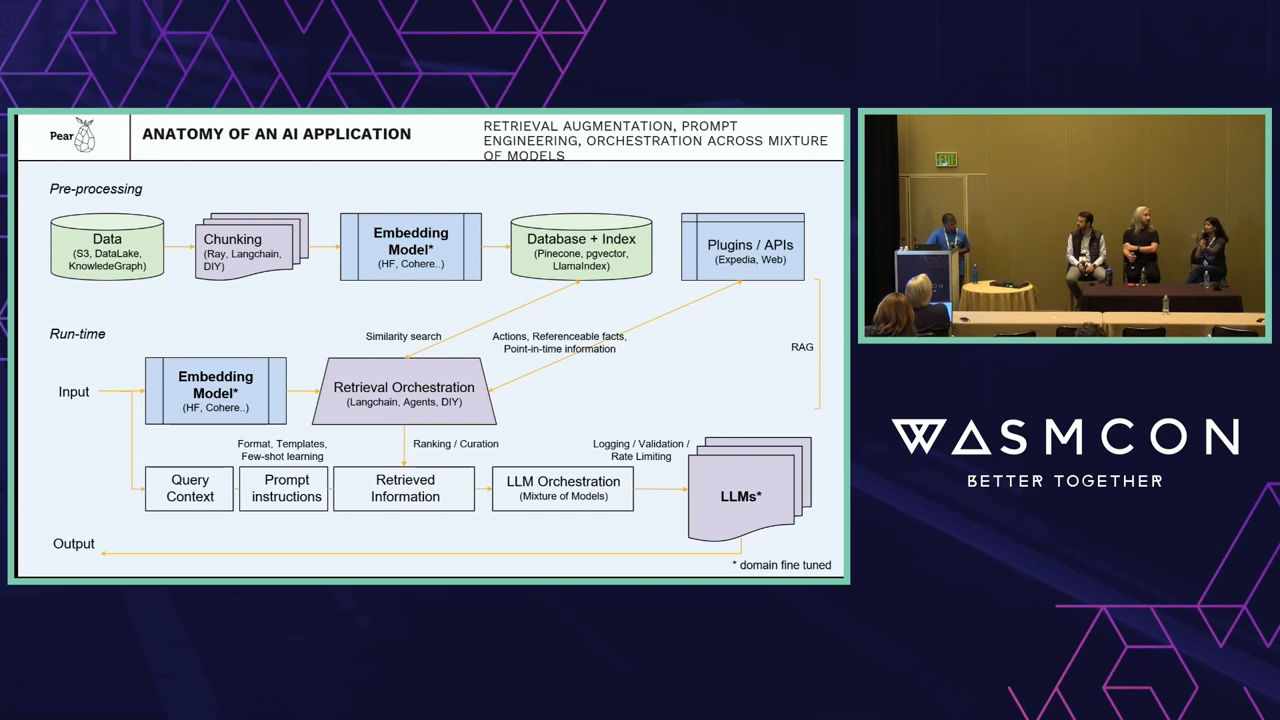 Pear
ANATOMY OF AN AI APPLICATION
RETRIEVAL AUGMENTATION, PROMPT
ENGINEERING, ORCHESTRATION ACROSS MIXTURE
OF MODELS
Pre-processing
Data
(S3, DataLake,
KnowledeGraph)
Chunking
(Ray, Langchain,
DIY)
Embedding
Model*
(HF, Cohere..)
Database + Index
(Pinecone, pgvector,
LlamaIndex)
Plugins / APIs
(Expedia, Web)
Run-time
Similarity search
Actions, Referenceable facts,
Point-in-time information
RAG
Input
Embedding
Model*
(HF, Cohere..)
Retrieval Orchestration
(Langchain, Agents, DIY)
Format, Templates,
Few-shot learning
Ranking / Curation
Logging / Validation /
Rate Limiting
Query
Context
Prompt
instructions
Retrieved
Information
LLM Orchestration
(Mixture of Models)
LLMs*
Output
* domain fine tuned
EXIT
WASMCON
BETTER TOGETHER